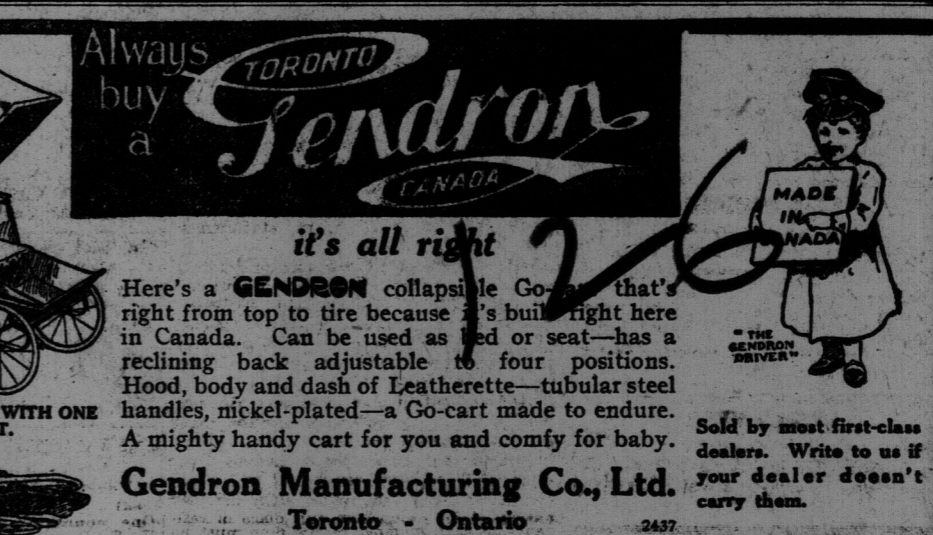 Always
buy
a
TORONTO
Gendron
CANADA
it's all right
Here's a GENDRON collapsible Go-cart that's
right from top to tire because it's built right here
in Canada. Can be used as bed or seat—has a
reclining back adjustable to four positions.
Hood, body and dash of Leatherette—tubular steel
handles, nickel-plated—a Go-cart made to endure.
A mighty handy cart for you and comfy for baby.
Gendron Manufacturing Co., Ltd.
Toronto - Ontario
2437
126
MADE
IN
CANADA
"THE
GENDRON
DRIVER"
Sold by most first-class
dealers. Write to us if
your dealer doesn't
carry them.
WITH ONE
T.